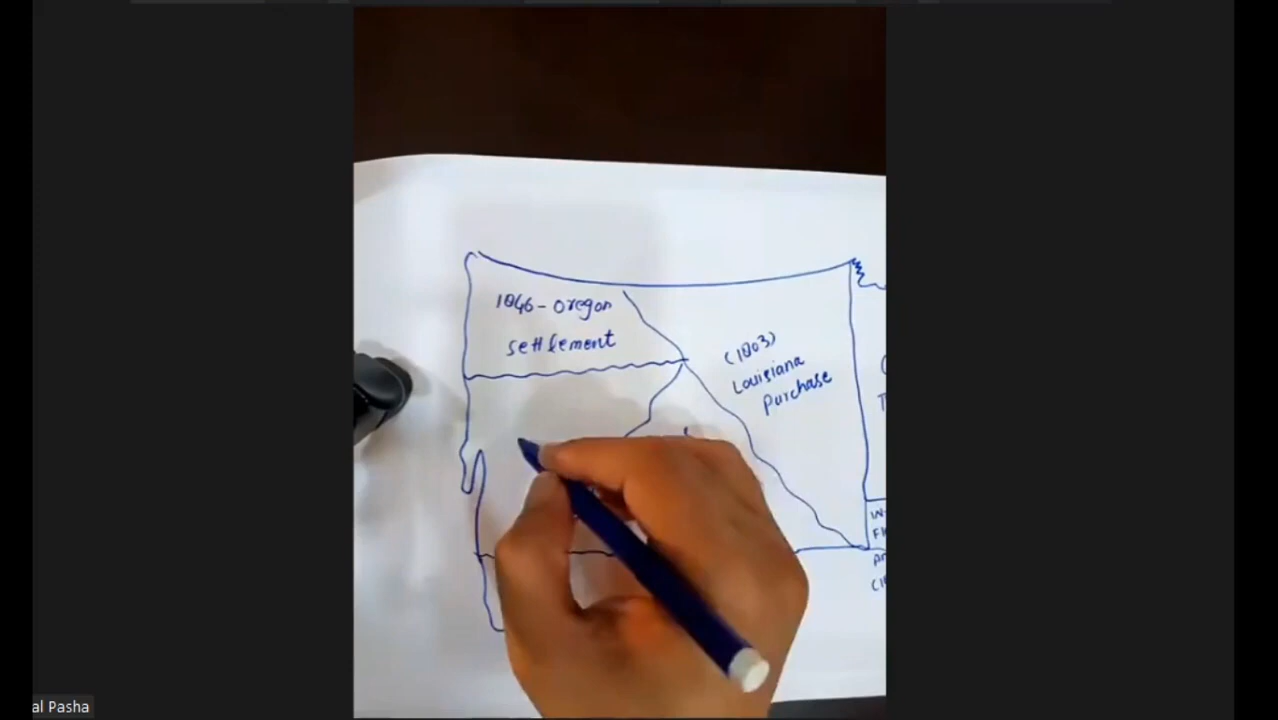 1846 - Oregon
settlement
(1803)
Louisiana
Purchase
al Pasha